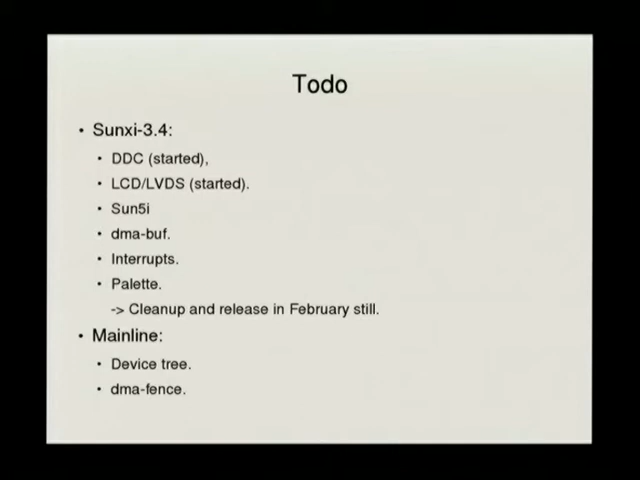 Todo
• Sunxi-3.4:
• DDC (started),
• LCD/LVDS (started).
• Sun5i
• dma-buf.
• Interrupts.
• Palette.
-> Cleanup and release in February still.
• Mainline:
• Device tree.
• dma-fence.